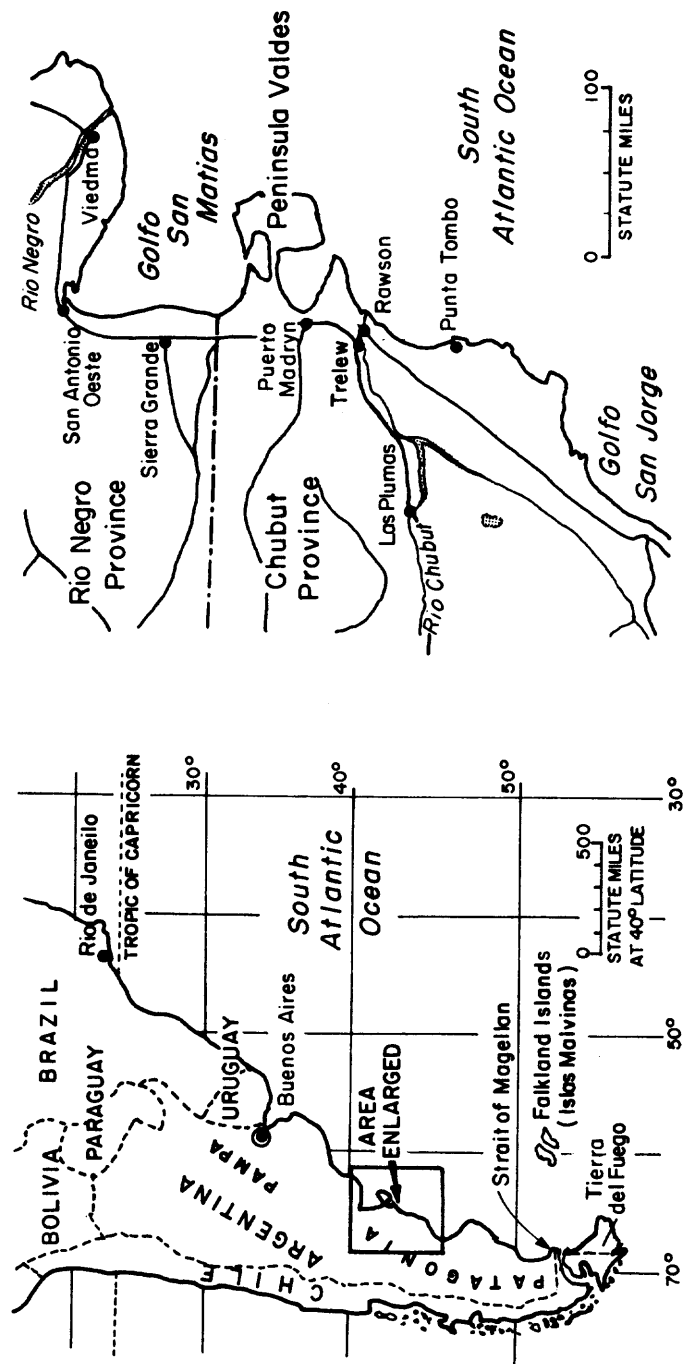 BOLIVIA
BRAZIL
PARAGUAY
Rio de Janeilo
TROPIC OF CAPRICORN
30°
URUGUAY
Buenos Aires
CHILE
ARGENTINA
PAMPA
AREA
ENLARGED
40°
PATAGONIA
South
Atlantic
Ocean
Strait of Magellan
50°
Falkland Islands
(Islas Malvinas)
Tierra
del Fuego
0
500
STATUTE MILES
AT 40° LATITUDE
70°
50°
30°
Rio Negro
Viedma
San Antonio
Oeste
Rio Negro
Province
Sierra Grande
Golfo
San
Matias
Peninsula Valdes
Puerto
Madryn
Chubut
Province
Trelew
Rawson
Las Plumas
Rio Chubut
Punta Tombo
South
Atlantic Ocean
Golfo
San Jorge
0
100
STATUTE MILES